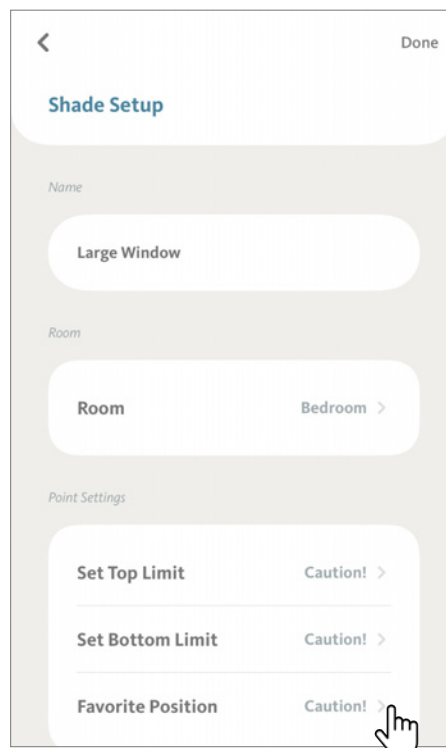 Done
Shade Setup
Name
Large Window
Room
Room Bedroom
Point Settings
Set Top Limit Caution!
Set Bottom Limit Caution!
Favorite Position Caution!